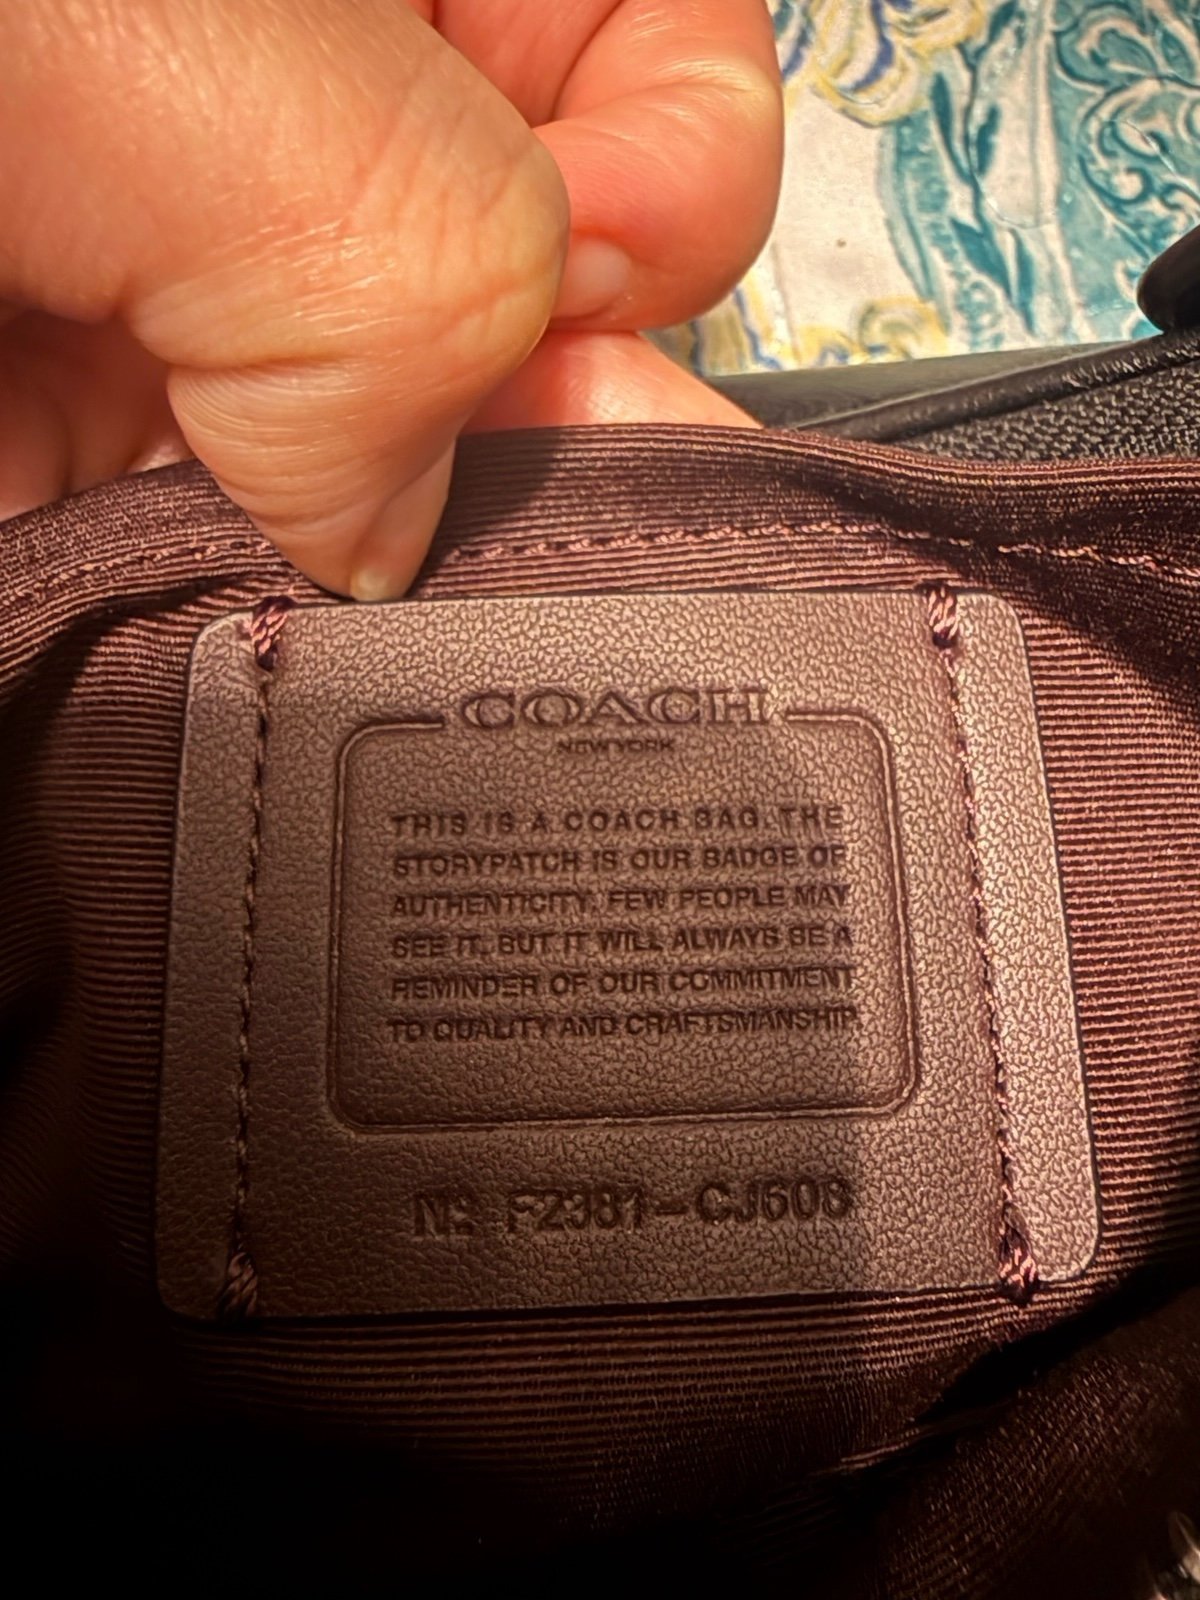 COACH
NEW YORK
THIS IS A COACH BAG. THE
STORYPATCH IS OUR BADGE OF
AUTHENTICITY. FEW PEOPLE MAY
SEE IT, BUT IT WILL ALWAYS BE A
REMINDER OF OUR COMMITMENT
TO QUALITY AND CRAFTSMANSHIP.
Nº F2381-CJ608